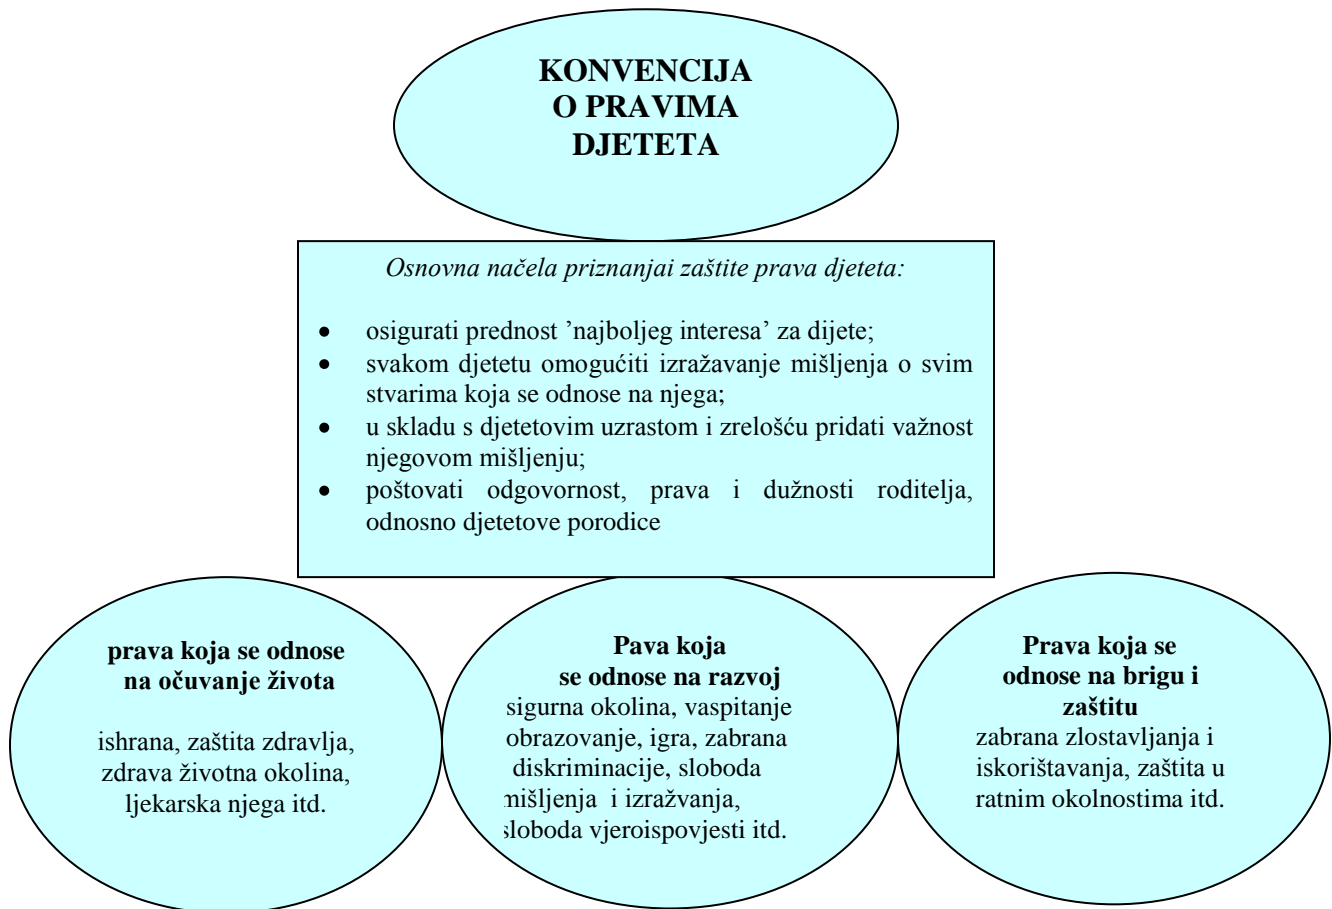 KONVENCIJA
O PRAVIMA
DJETETA
Osnovna načela priznanjai zaštite prava djeteta:
• osigurati prednost ’najboljeg interesa’ za dijete;
• svakom djetetu omogućiti izražavanje mišljenja o svim
stvarima koja se odnose na njega;
• u skladu s djetetovim uzrastom i zrelošću pridati važnost
njegovom mišljenju;
• poštovati odgovornost, prava i dužnosti roditelja,
odnosno djetetove porodice
prava koja se odnose
na očuvanje života
ishrana, zaštita zdravlja,
zdrava životna okolina,
ljekarska njega itd.
Pava koja
se odnose na razvoj
sigurna okolina, vaspitanje
obrazovanje, igra, zabrana
diskriminacije, sloboda
mišljenja i izražvanja,
sloboda vjeroispovjesti itd.
Prava koja se
odnose na brigu i
zaštitu
zabrana zlostavljanja i
iskorištavanja, zaštita u
ratnim okolnostima itd.